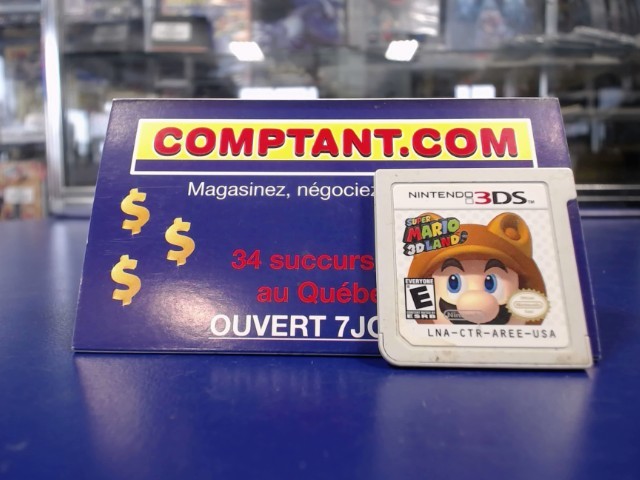 COMPTANT.COM
Magasinez, négociez
34 succurs
au Québe
OUVERT 7JO
NINTENDO 3DS™
SUPER
MARIO
3D LAND
EVERYONE
E
ESRB
LNA-CTR-AREE-USA